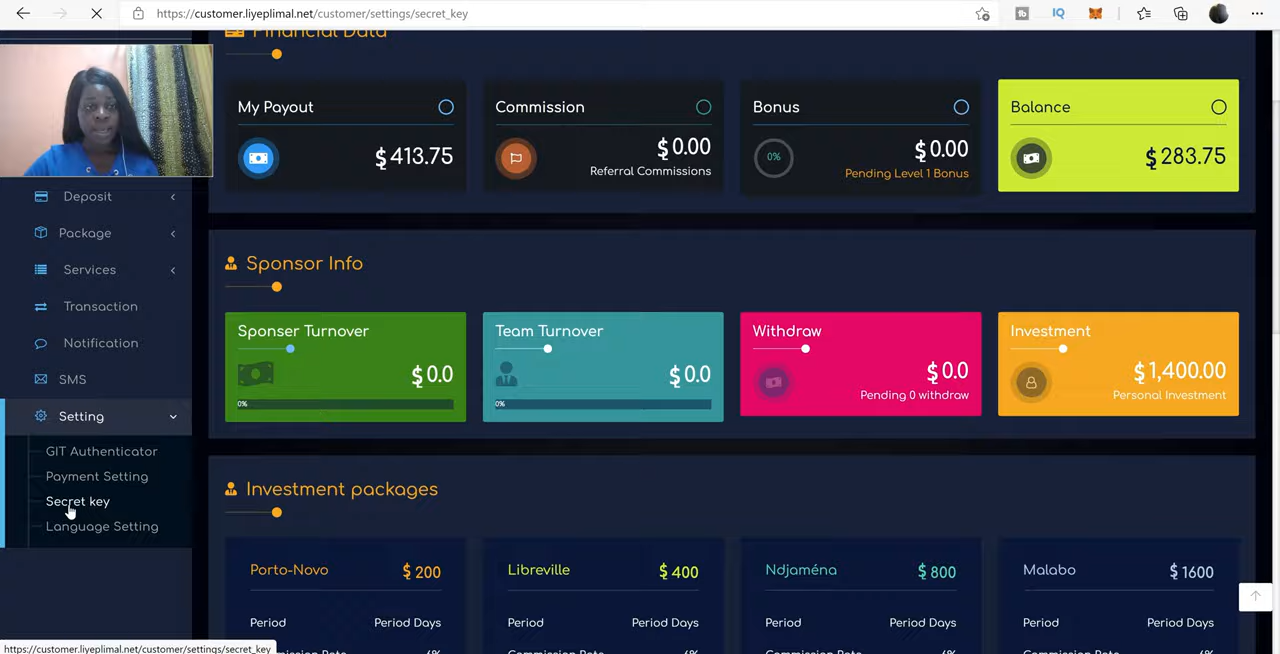 https://customer.liyeplimal.net/customer/settings/secret_key
Financial Data
My Payout
$413.75
Commission
$0.00
Referral Commissions
Bonus
0%
$0.00
Pending Level 1 Bonus
Balance
$283.75
Deposit
Package
Services
Transaction
Notification
SMS
Setting
GIT Authenticator
Payment Setting
Secret key
Language Setting
Sponsor Info
Sponser Turnover
$0.0
0%
Team Turnover
$0.0
0%
Withdraw
$0.0
Pending 0 withdraw
Investment
$1,400.00
Personal Investment
Investment packages
Porto-Novo $200
Period Period Days
Libreville $400
Period Period Days
Ndjaména $800
Period Period Days
Malabo $1600
Period Period Days
https://customer.liyeplimal.net/customer/settings/secret_key